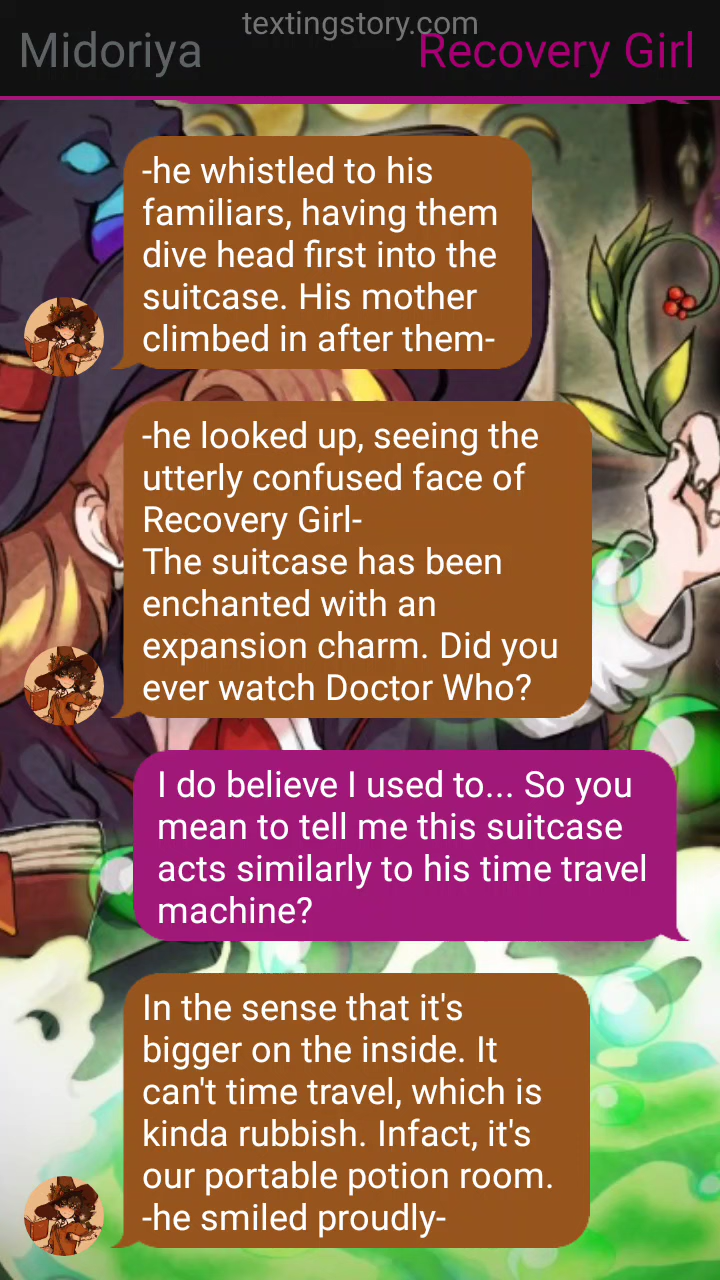 textingstory.com
Midoriya
Recovery Girl
-he whistled to his
familiars, having them
dive head first into the
suitcase. His mother
climbed in after them-
-he looked up, seeing the
utterly confused face of
Recovery Girl-
The suitcase has been
enchanted with an
expansion charm. Did you
ever watch Doctor Who?
I do believe I used to... So you
mean to tell me this suitcase
acts similarly to his time travel
machine?
In the sense that it's
bigger on the inside. It
can't time travel, which is
kinda rubbish. Infact, it's
our portable potion room.
-he smiled proudly-